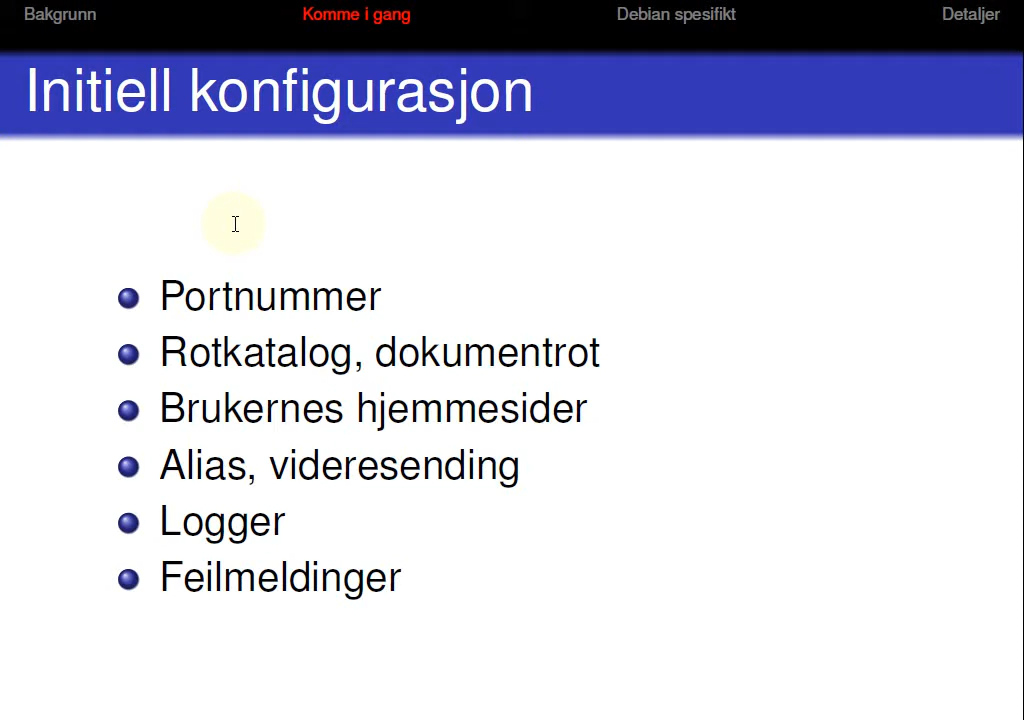 Bakgrunn Komme i gang Debian spesifikt Detaljer
Initiell konfigurasjon
Portnummer
Rotkatalog, dokumentrot
Brukernes hjemmesider
Alias, videresending
Logger
Feilmeldinger